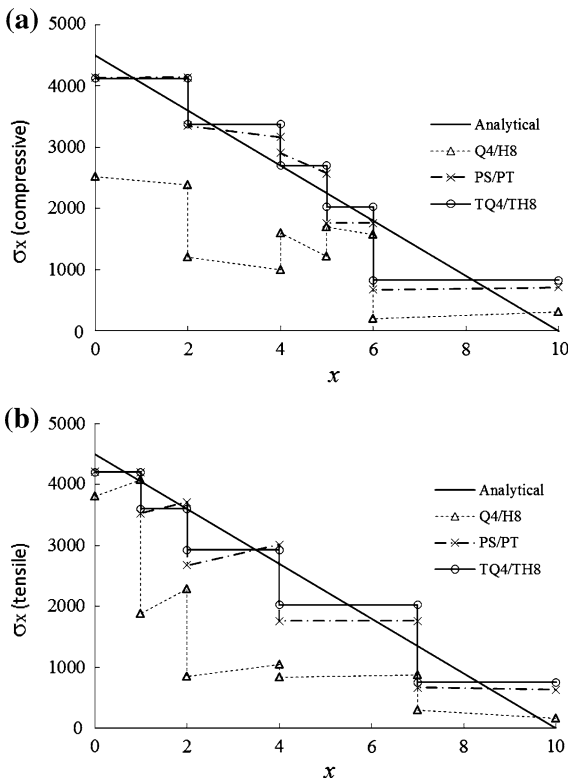 (a)
5000
4000
3000
2000
1000
0
σx (compressive)
Analytical
Q4/H8
PS/PT
TQ4/TH8
0 2 4 6 8 10
x
(b)
5000
4000
3000
2000
1000
0
σx (tensile)
Analytical
Q4/H8
PS/PT
TQ4/TH8
0 2 4 6 8 10
x